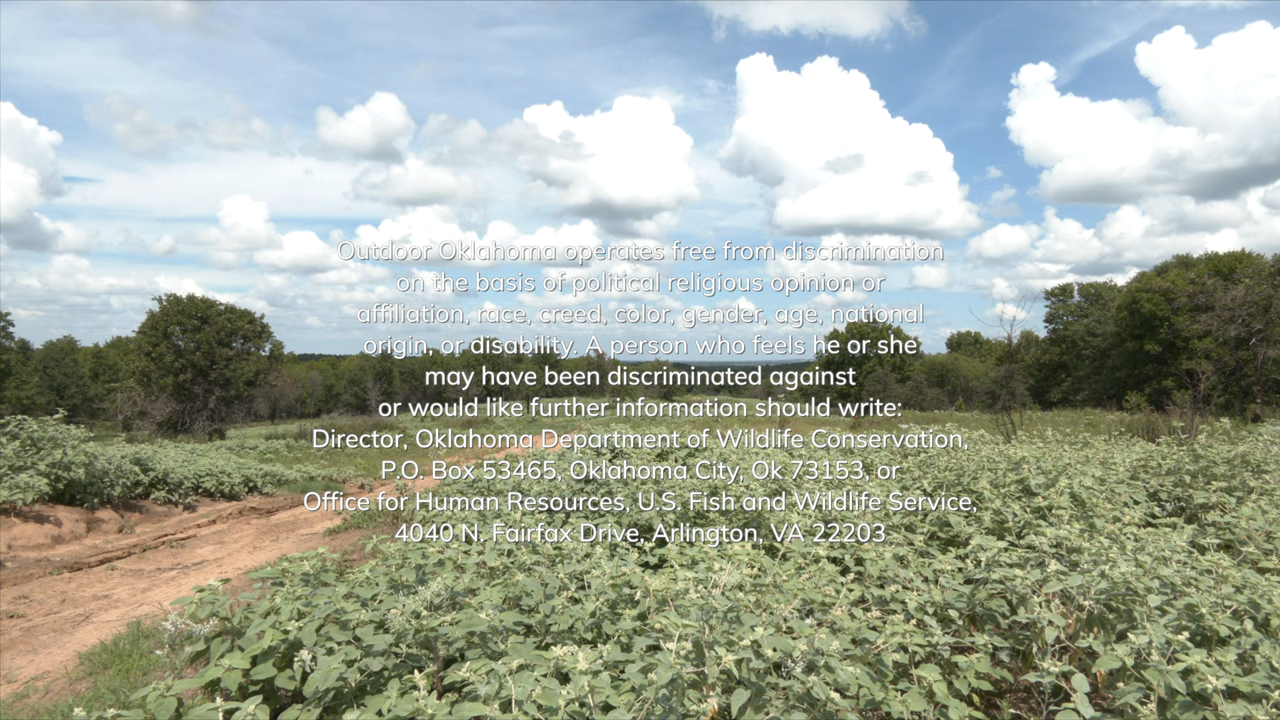 Outdoor Oklahoma operates free from discrimination
on the basis of political religious opinion or
affiliation, race, creed, color, gender, age, national
origin, or disability. A person who feels he or she
may have been discriminated against
or would like further information should write:
Director, Oklahoma Department of Wildlife Conservation,
P.O. Box 53465, Oklahoma City, Ok 73153, or
Office for Human Resources, U.S. Fish and Wildlife Service,
4040 N. Fairfax Drive, Arlington, VA 22203